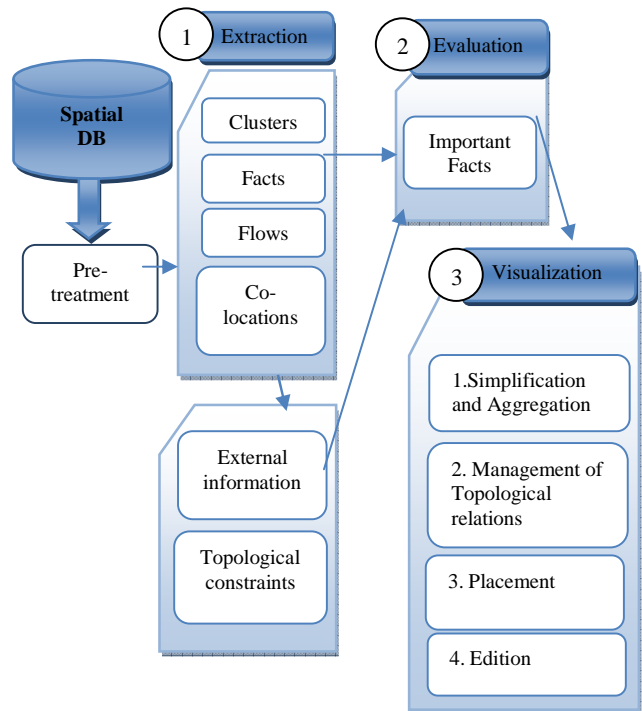 1
Extraction
2
Evaluation
Spatial
DB
Clusters
Facts
Flows
Co-
locations
Important
Facts
Pre-
treatment
3
Visualization
1.Simplification
and Aggregation
2. Management of
Topological
relations
3. Placement
4. Edition
External
information
Topological
constraints